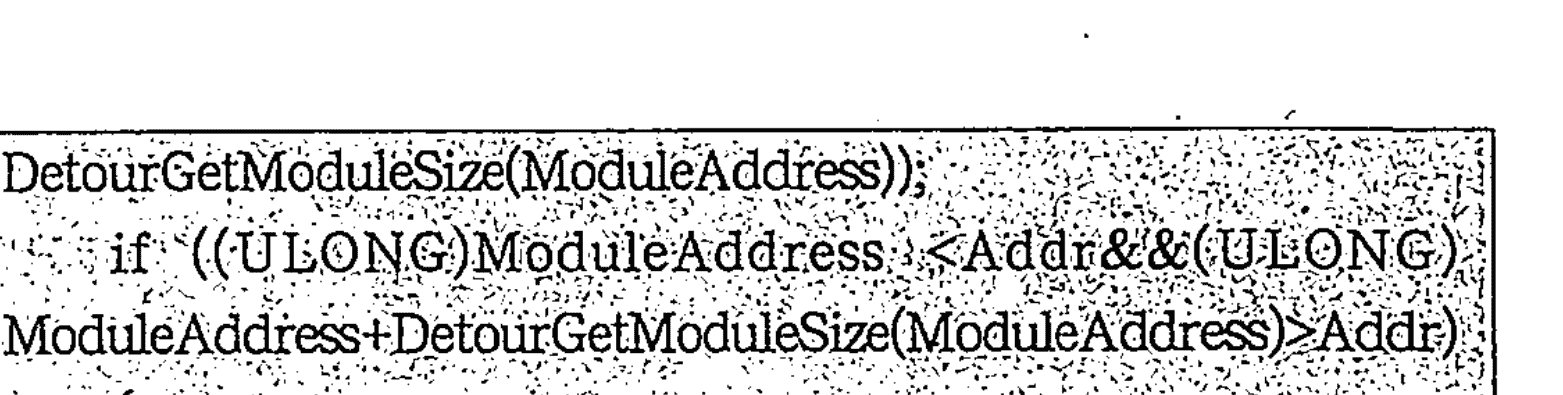 DetourGetModuleSize(ModuleAddress));
if ((ULONG)ModuleAddress <Addr&&(ULONG)
ModuleAddress+DetourGetModuleSize(ModuleAddress)>Addr)